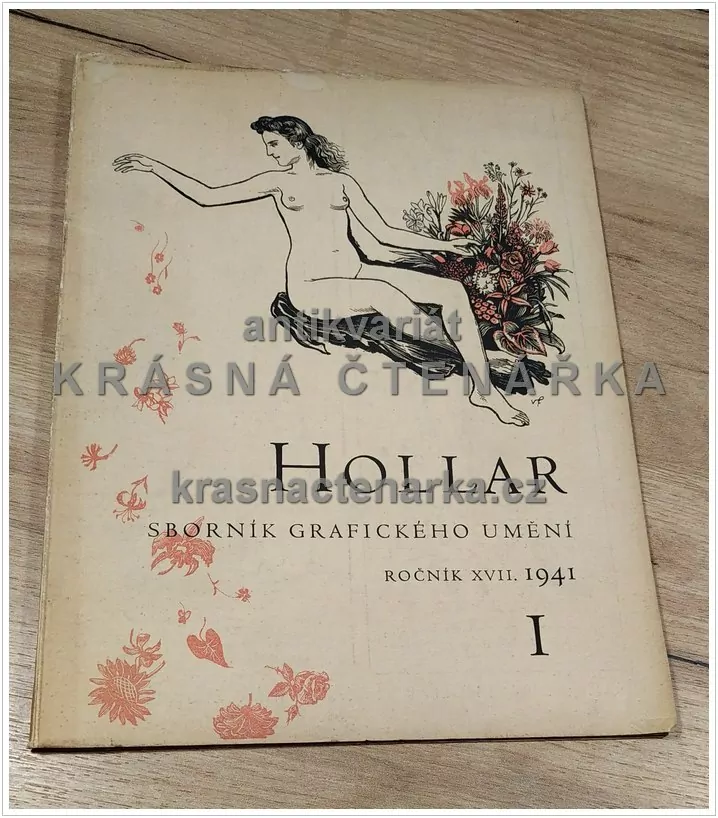 antikvariát
KRÁSNÁ ČTENÁŘKA
HOLLAR
krasnactenarka.cz
SBORNÍK GRAFICKÉHO UMĚNÍ
ROČNÍK XVII. 1941
I